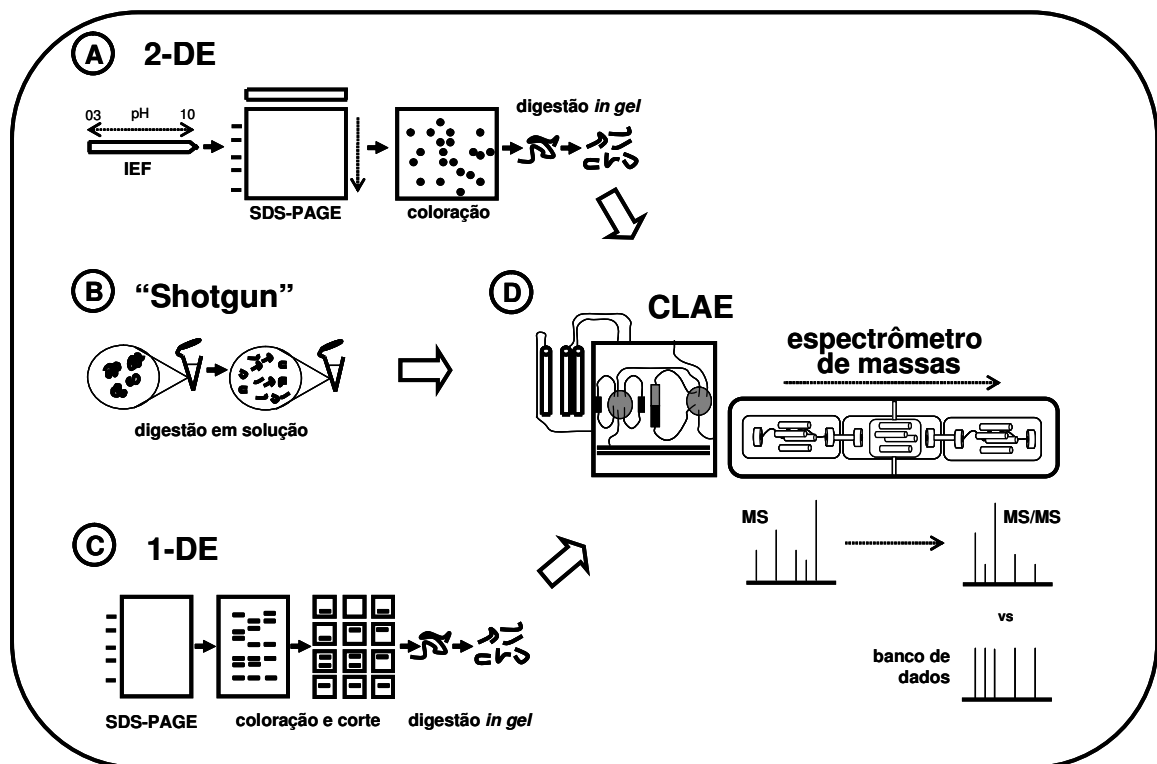 A 2-DE
03 pH 10
IEF
SDS-PAGE
coloração
digestão in gel
B “Shotgun”
digestão em solução
C 1-DE
SDS-PAGE
coloração e corte
digestão in gel
D CLAE
espectrômetro
de massas
MS
MS/MS
vs
banco de
dados